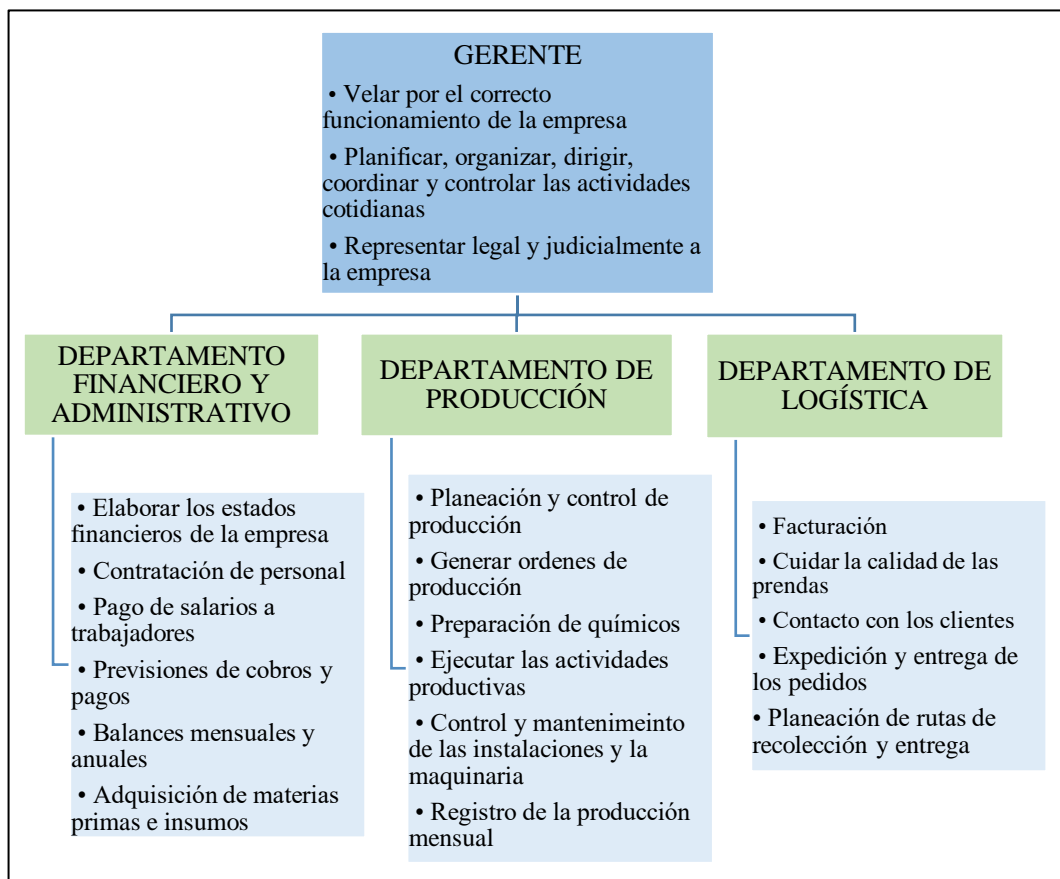 GERENTE
• Velar por el correcto
funcionamiento de la empresa
• Planificar, organizar, dirigir,
coordinar y controlar las actividades
cotidianas
• Representar legal y judicialmente a
la empresa
DEPARTAMENTO
FINANCIERO Y
ADMINISTRATIVO
• Elaborar los estados
financieros de la empresa
• Contratación de personal
• Pago de salarios a
trabajadores
• Previsiones de cobros y
pagos
• Balances mensuales y
anuales
• Adquisición de materias
primas e insumos
DEPARTAMENTO DE
PRODUCCIÓN
• Planeación y control de
producción
• Generar ordenes de
producción
• Preparación de químicos
• Ejecutar las actividades
productivas
• Control y mantenimeinto
de las instalaciones y la
maquinaria
• Registro de la producción
mensual
DEPARTAMENTO DE
LOGÍSTICA
• Facturación
• Cuidar la calidad de las
prendas
• Contacto con los clientes
• Expedición y entrega de
los pedidos
• Planeación de rutas de
recolección y entrega